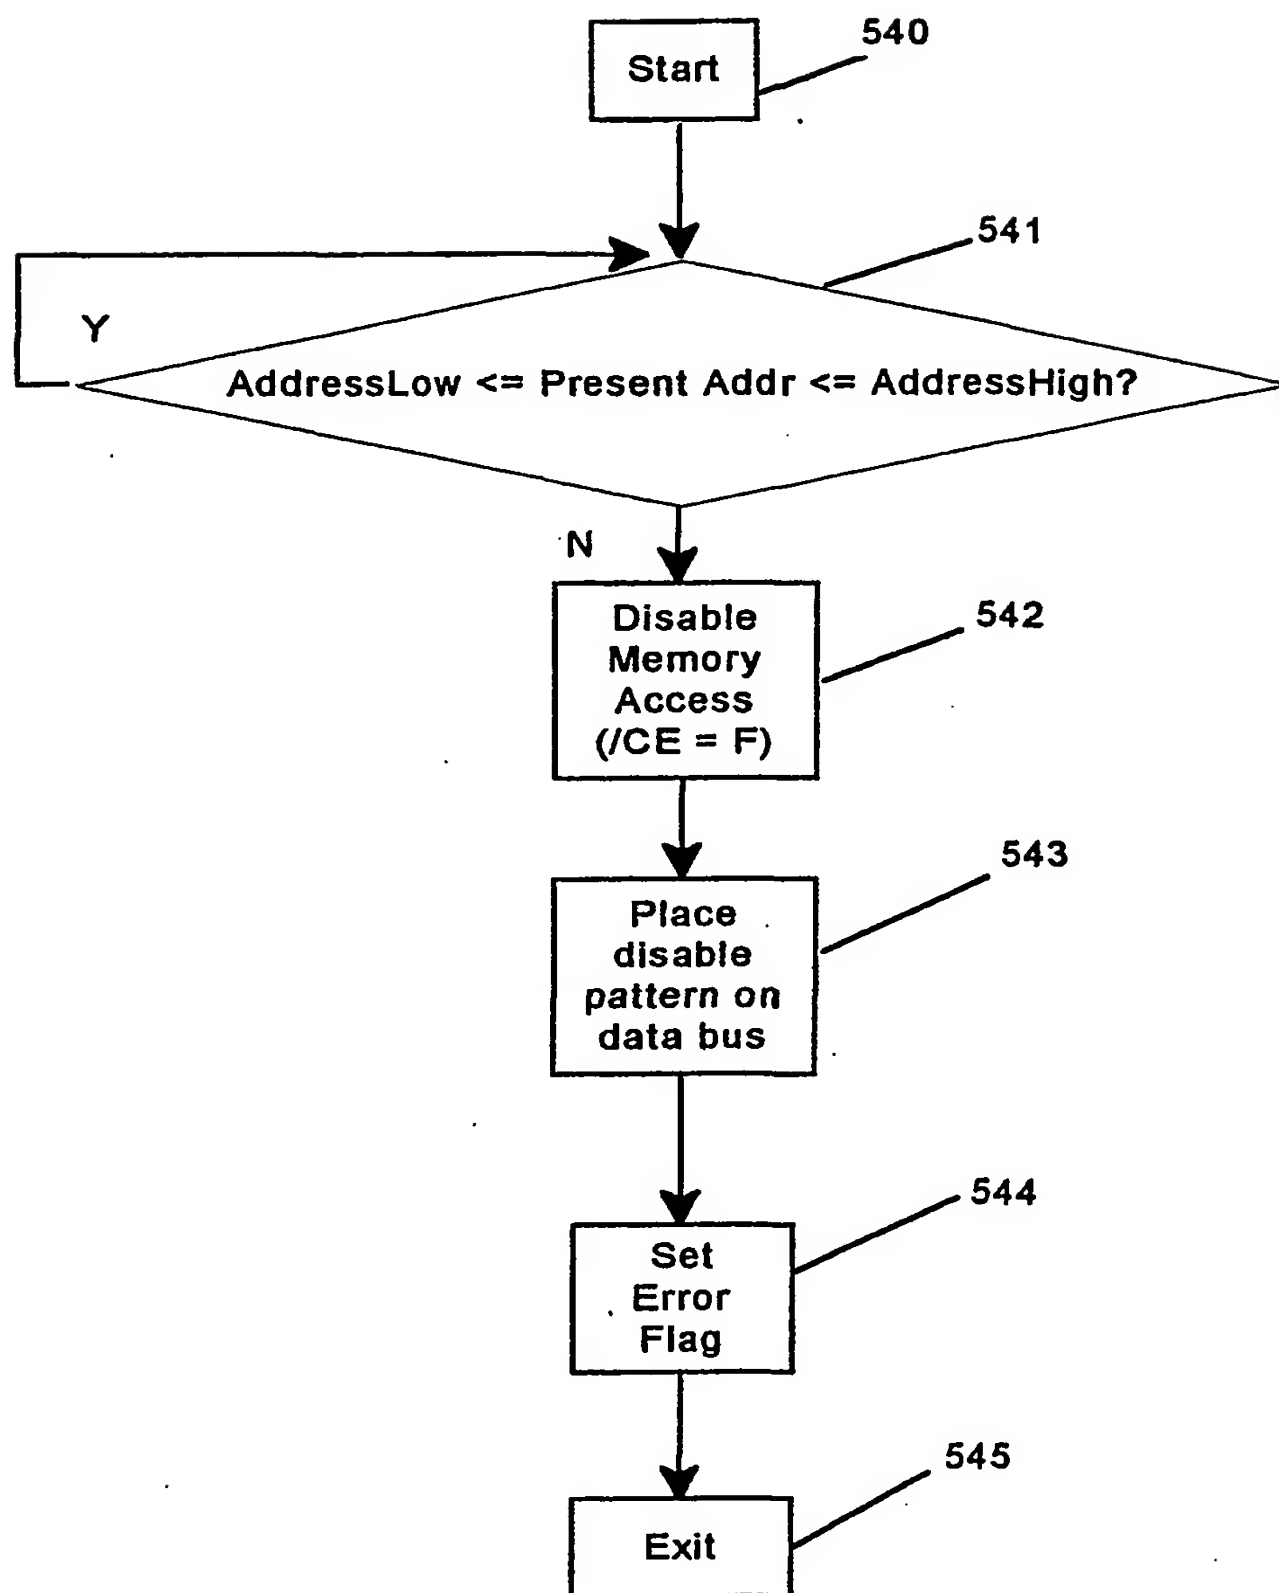 540
Start
541
Y
AddressLow <= Present Addr <= AddressHigh?
N
Disable
Memory
Access
(/CE = F)
542
Place
disable
pattern on
data bus
543
Set
Error
Flag
544
Exit
545